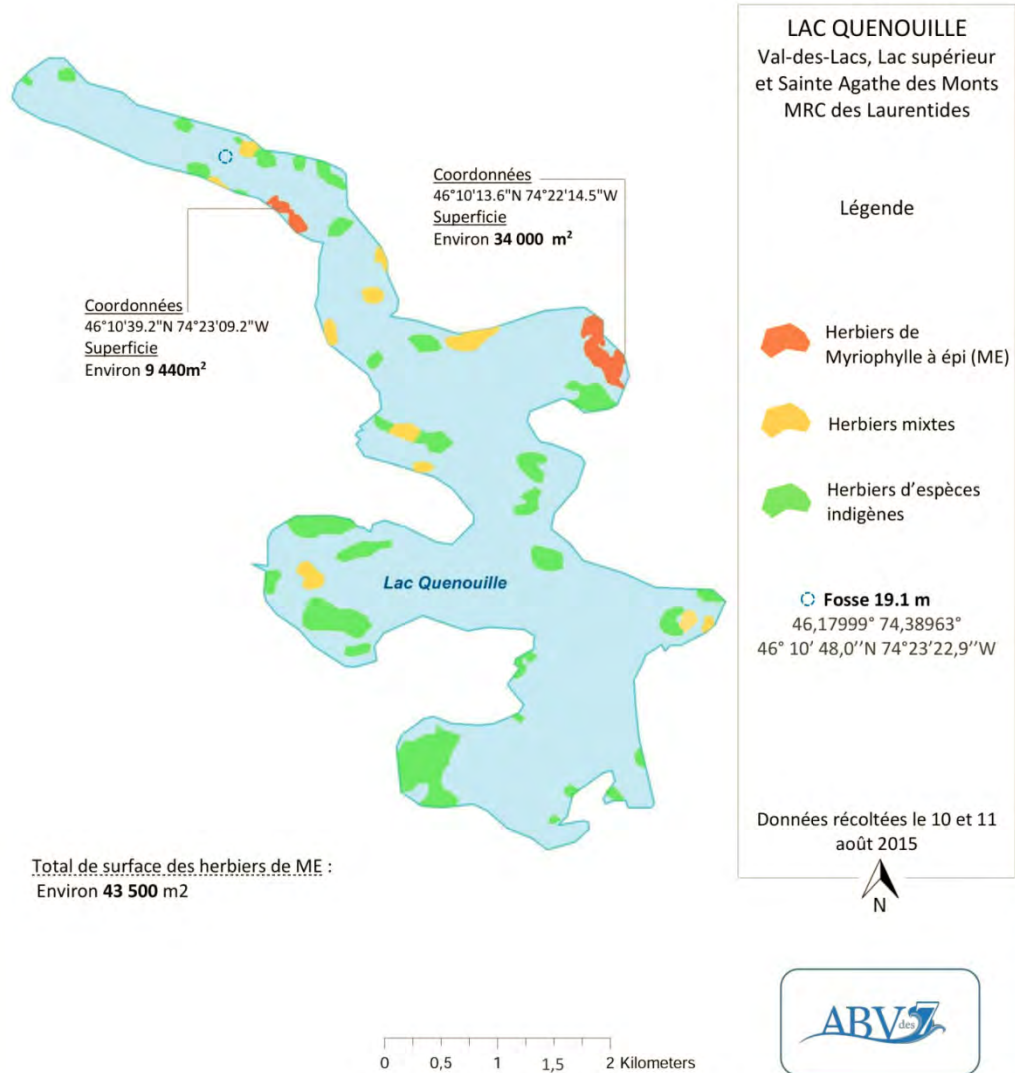 LAC QUENOUILLE
Val-des-Lacs, Lac supérieur
et Sainte Agathe des Monts
MRC des Laurentides
Légende
Herbiers de
Myriophylle à épi (ME)
Herbiers mixtes
Herbiers d'espèces
indigènes
Fosse 19.1 m
46,17999° 74,38963°
46° 10' 48,0''N 74°23'22,9''W
Données récoltées le 10 et 11
août 2015
N
Coordonnées
46°10'13.6"N 74°22'14.5"W
Superficie
Environ 34 000 m²
Coordonnées
46°10'39.2"N 74°23'09.2"W
Superficie
Environ 9 440m²
Lac Quenouille
Total de surface des herbiers de ME :
Environ 43 500 m2
0 0,5 1 1,5 2 Kilometers
ABV des 7